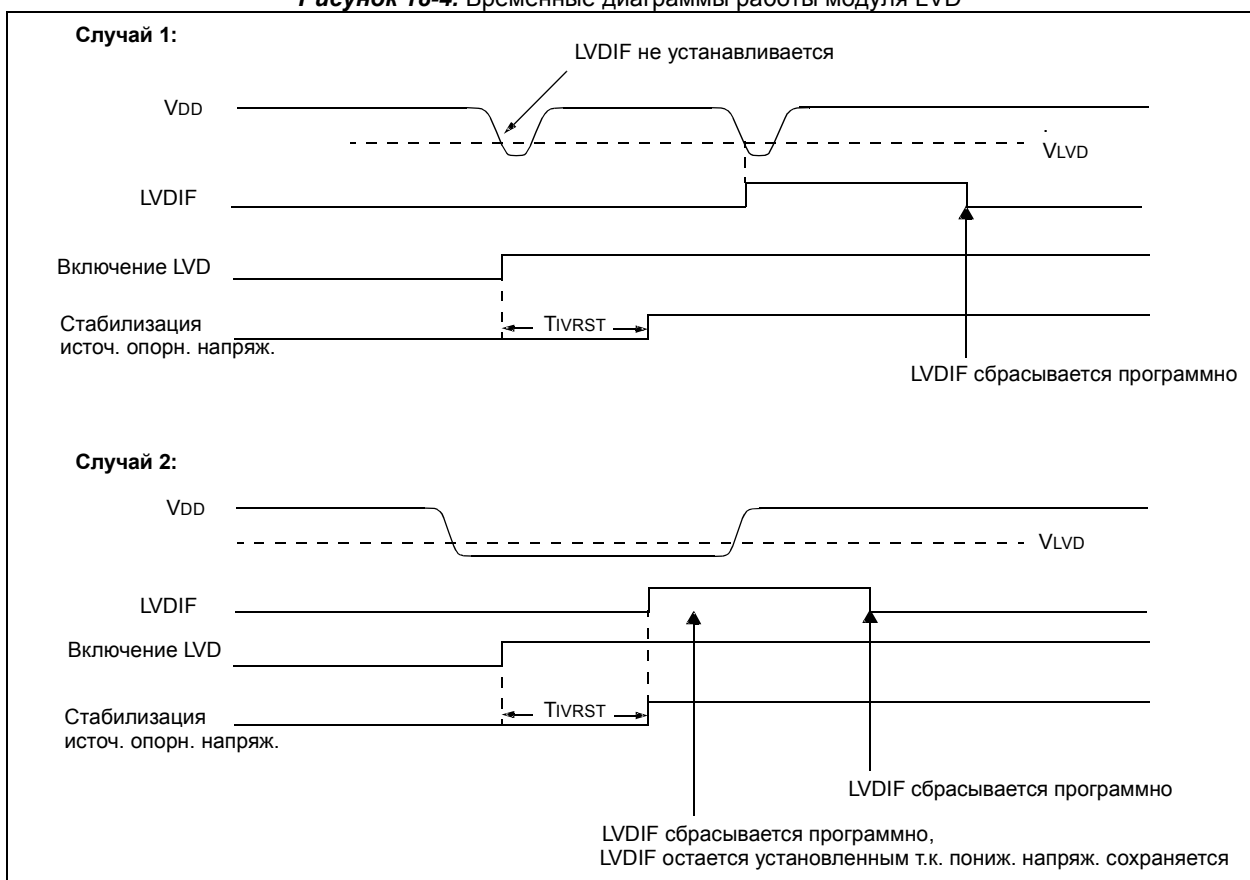 Рисунок 18-4. Временные диаграммы работы модуля LVD
Случай 1:
LVDIF не устанавливается
VDD
VLVD
LVDIF
Включение LVD
TIVRST
Стабилизация
источ. опорн. напряж.
LVDIF сбрасывается программно
Случай 2:
VDD
VLVD
LVDIF
Включение LVD
TIVRST
Стабилизация
источ. опорн. напряж.
LVDIF сбрасывается программно
LVDIF сбрасывается программно,
LVDIF остается установленным т.к. пониж. напряж. сохраняется